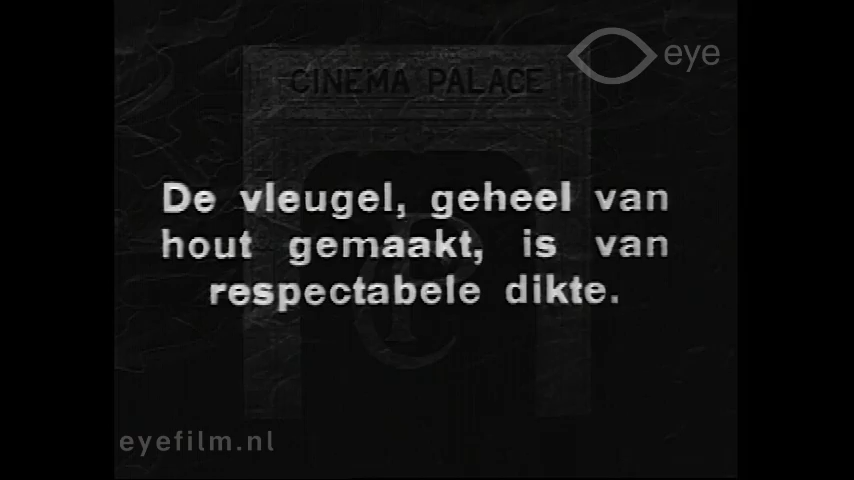 eye
CINEMA PALACE
De vleugel, geheel van
hout gemaakt, is van
respectabele dikte.
eyefilm.nl